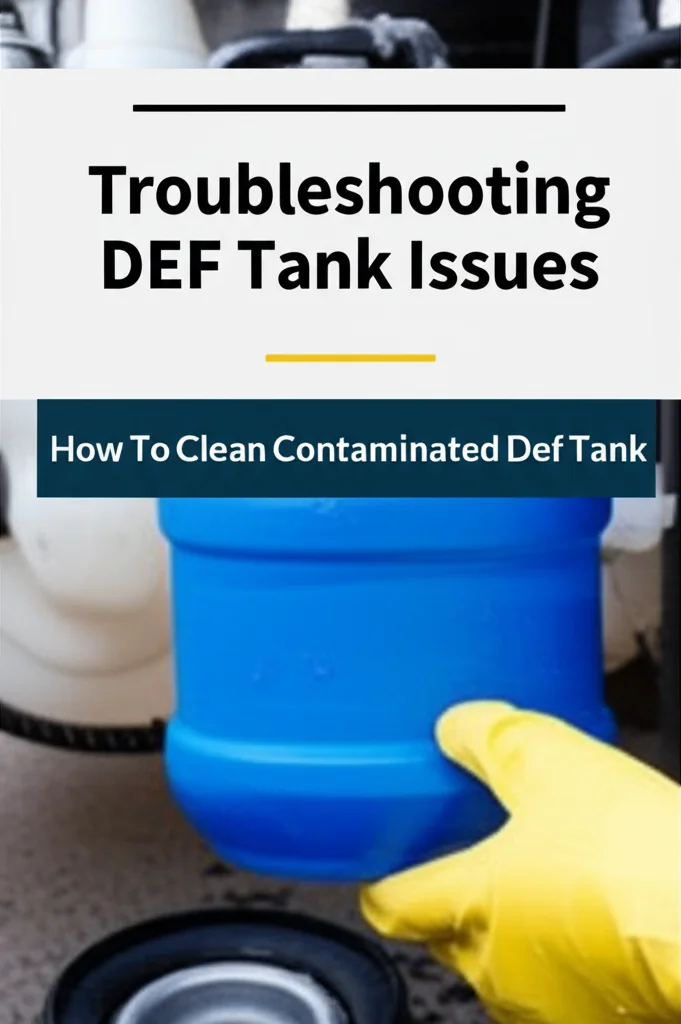 Troubleshooting
DEF Tank Issues
How To Clean Contaminated Def Tank